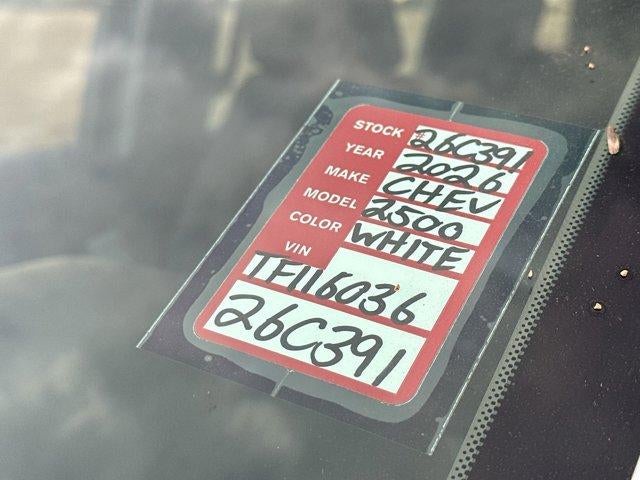 STOCK #26C391
YEAR 2026
MAKE CHEV
MODEL 2500
COLOR WHITE
VIN
TF116036
26C391